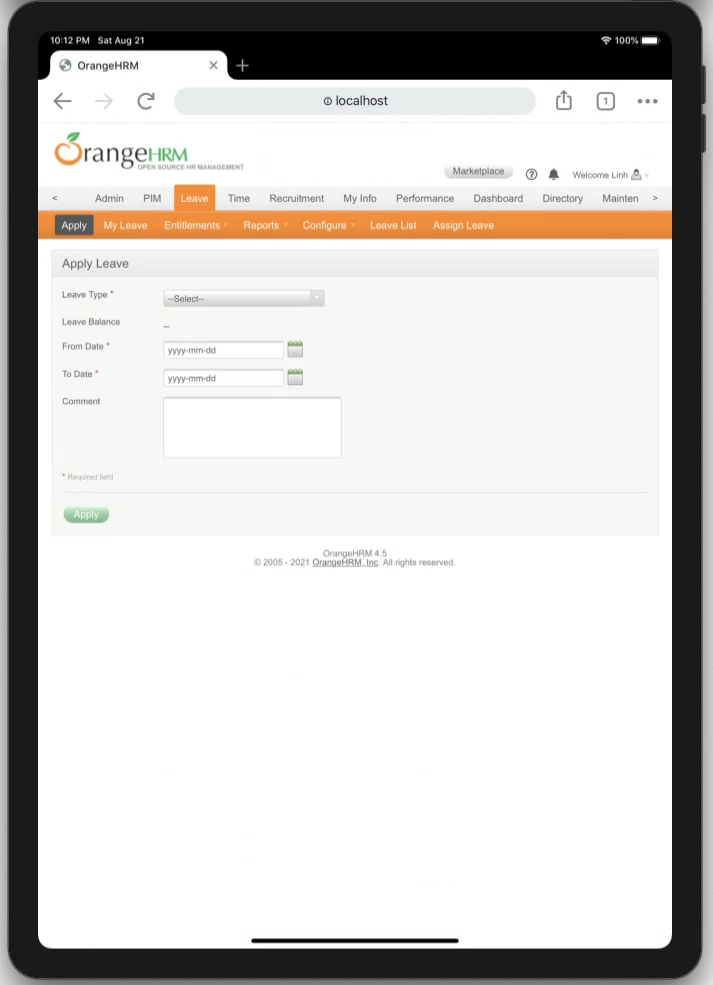 10:12 PM Sat Aug 21 100%
OrangeHRM
localhost 1
OrangeHRM
OPEN SOURCE HR MANAGEMENT
Marketplace ? Welcome Linh
< Admin PIM Leave Time Recruitment My Info Performance Dashboard Directory Mainten >
Apply My Leave Entitlements Reports Configure Leave List Assign Leave
Apply Leave
Leave Type * --Select--
Leave Balance --
From Date * yyyy-mm-dd
To Date * yyyy-mm-dd
Comment
* Required field
Apply
OrangeHRM 4.5
© 2005 - 2021 OrangeHRM, Inc. All rights reserved.